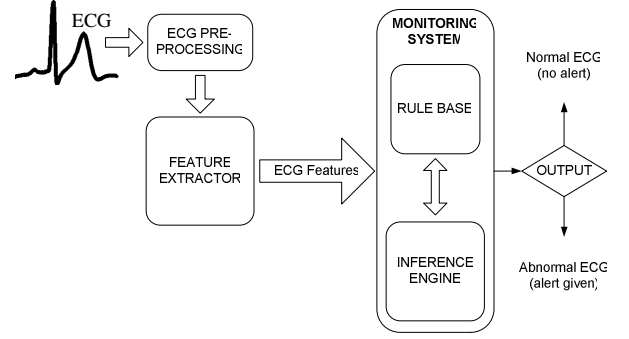 ECG
ECG PRE-
PROCESSING
FEATURE
EXTRACTOR
ECG Features
MONITORING
SYSTEM
RULE BASE
INFERENCE
ENGINE
OUTPUT
Normal ECG
(no alert)
Abnormal ECG
(alert given)